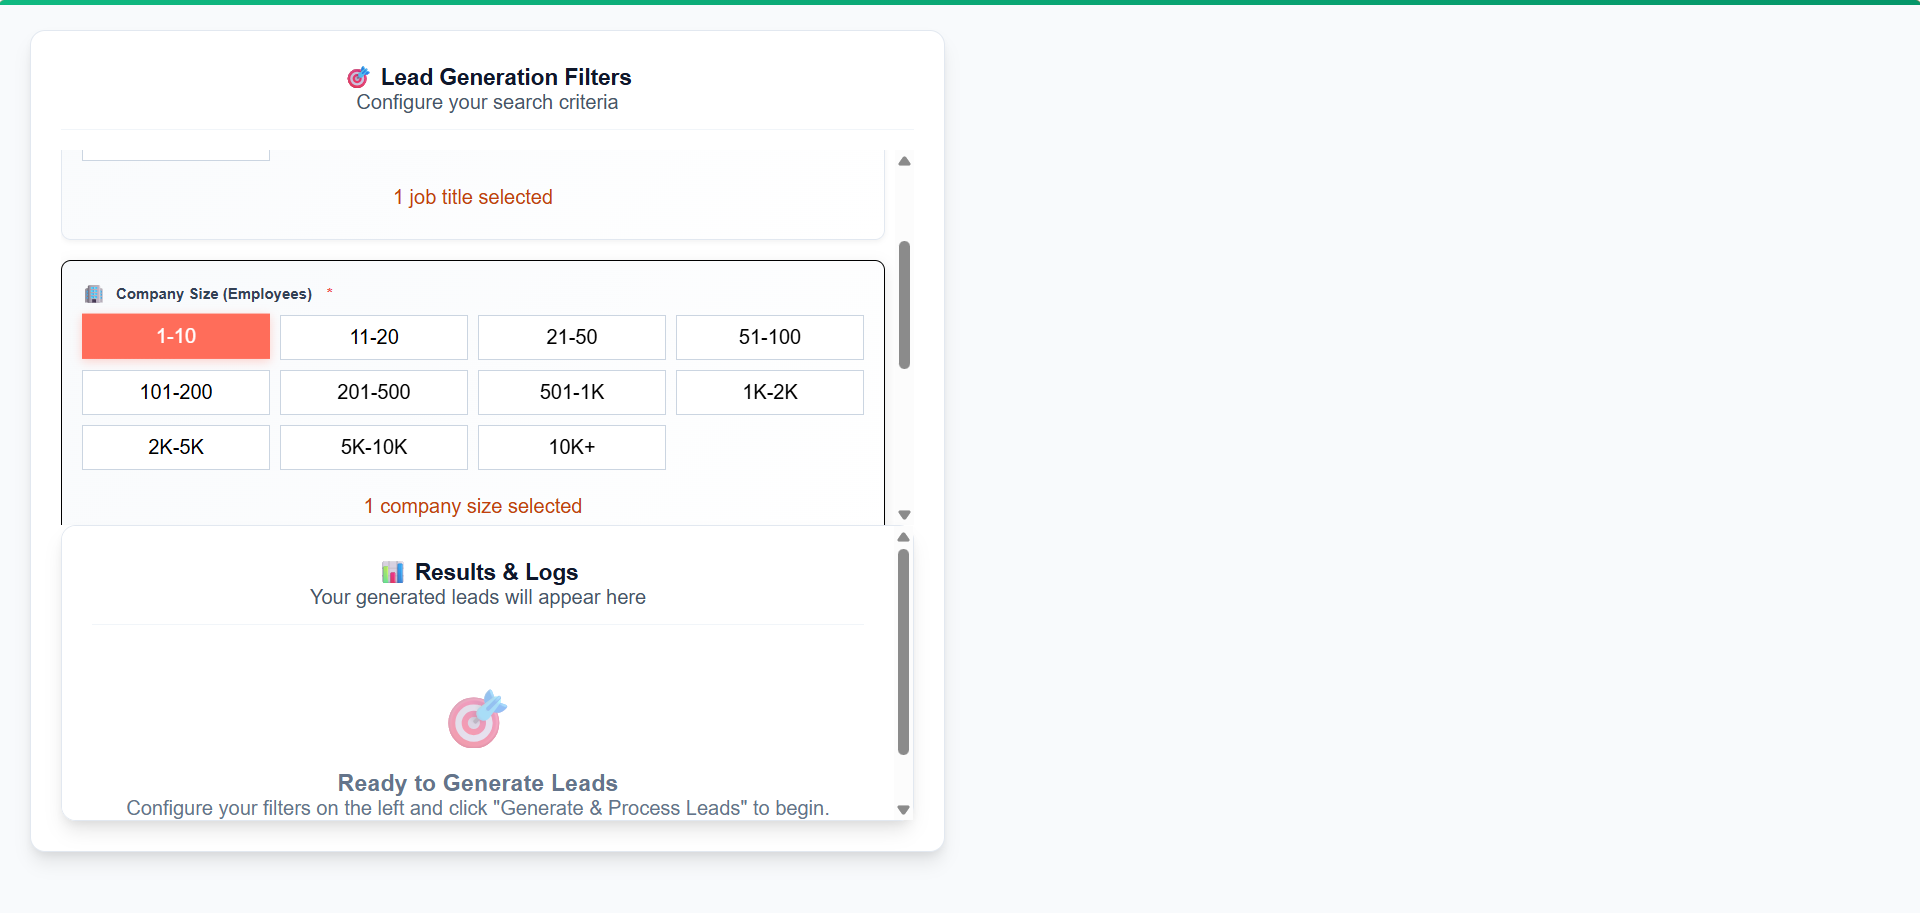 Lead Generation Filters
Configure your search criteria
1 job title selected
Company Size (Employees) *
1-10 11-20 21-50 51-100
101-200 201-500 501-1K 1K-2K
2K-5K 5K-10K 10K+
1 company size selected
Results & Logs
Your generated leads will appear here
Ready to Generate Leads
Configure your filters on the left and click "Generate & Process Leads" to begin.